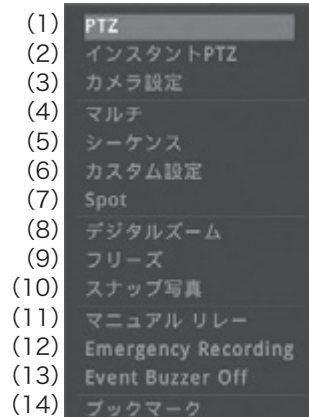 (1) PTZ
(2) インスタントPTZ
(3) カメラ設定
(4) マルチ
(5) シーケンス
(6) カスタム設定
(7) Spot
(8) デジタルズーム
(9) フリーズ
(10) スナップ写真
(11) マニュアル リレー
(12) Emergency Recording
(13) Event Buzzer Off
(14) ブックマーク